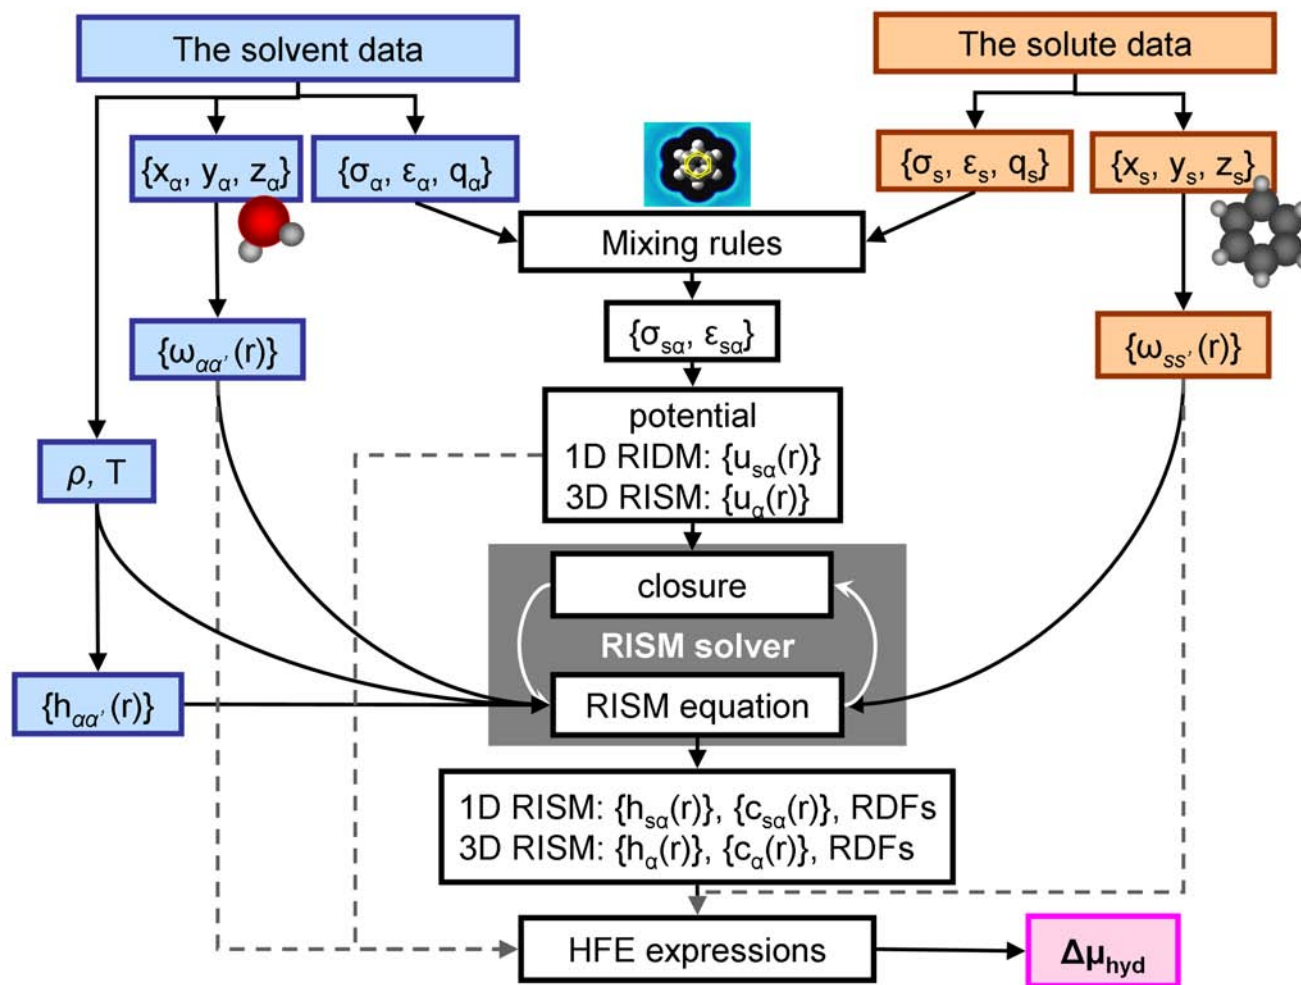 The solvent data
The solute data
{xα, yα, zα}
{σα, εα, qα}
{σs, εs, qs}
{xs, ys, zs}
Mixing rules
{σsα, εsα}
{ωαα′(r)}
{ωss′(r)}
potential
1D RIDM: {usα(r)}
3D RISM: {uα(r)}
ρ, T
closure
RISM solver
RISM equation
{hαα′(r)}
1D RISM: {hsα(r)}, {csα(r)}, RDFs
3D RISM: {hα(r)}, {cα(r)}, RDFs
HFE expressions
Δμhyd